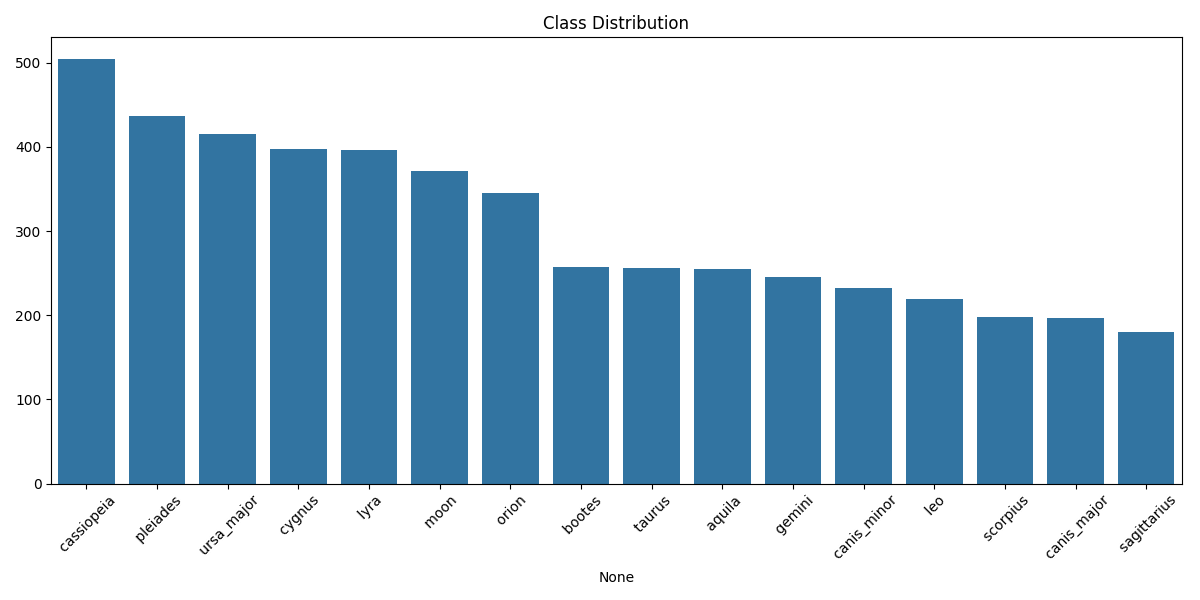 Class Distribution
500
400
300
200
100
0
cassiopeia
pleiades
ursa_major
cygnus
lyra
moon
orion
bootes
taurus
aquila
gemini
canis_minor
leo
scorpius
canis_major
sagittarius
None